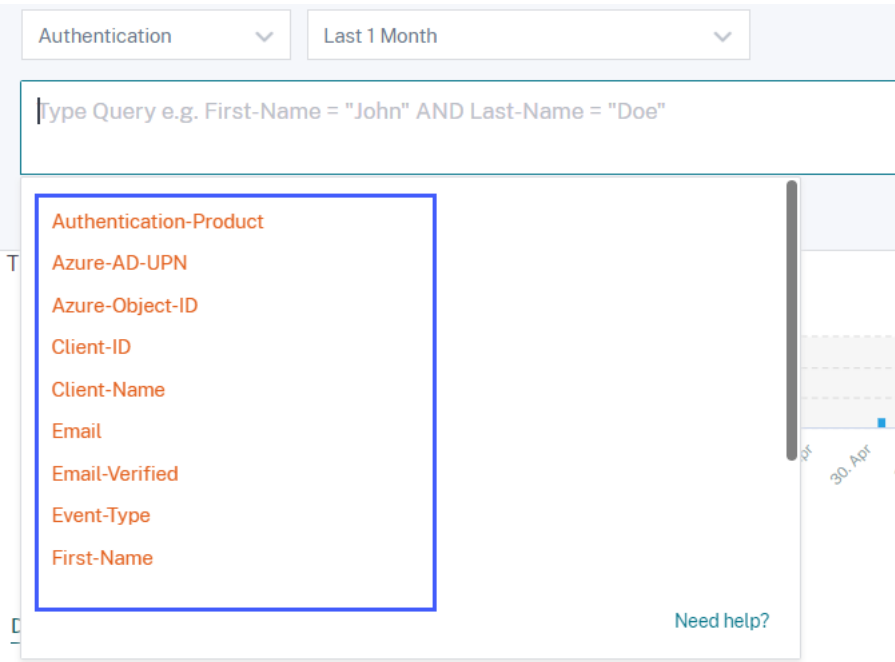 Authentication
Last 1 Month
Type Query e.g. First-Name = "John" AND Last-Name = "Doe"
Authentication-Product
T
Azure-AD-UPN
Azure-Object-ID
Client-ID
Client-Name
Email
Email-Verified
pr
30. Apr
Event-Type
First-Name
Need help?
D